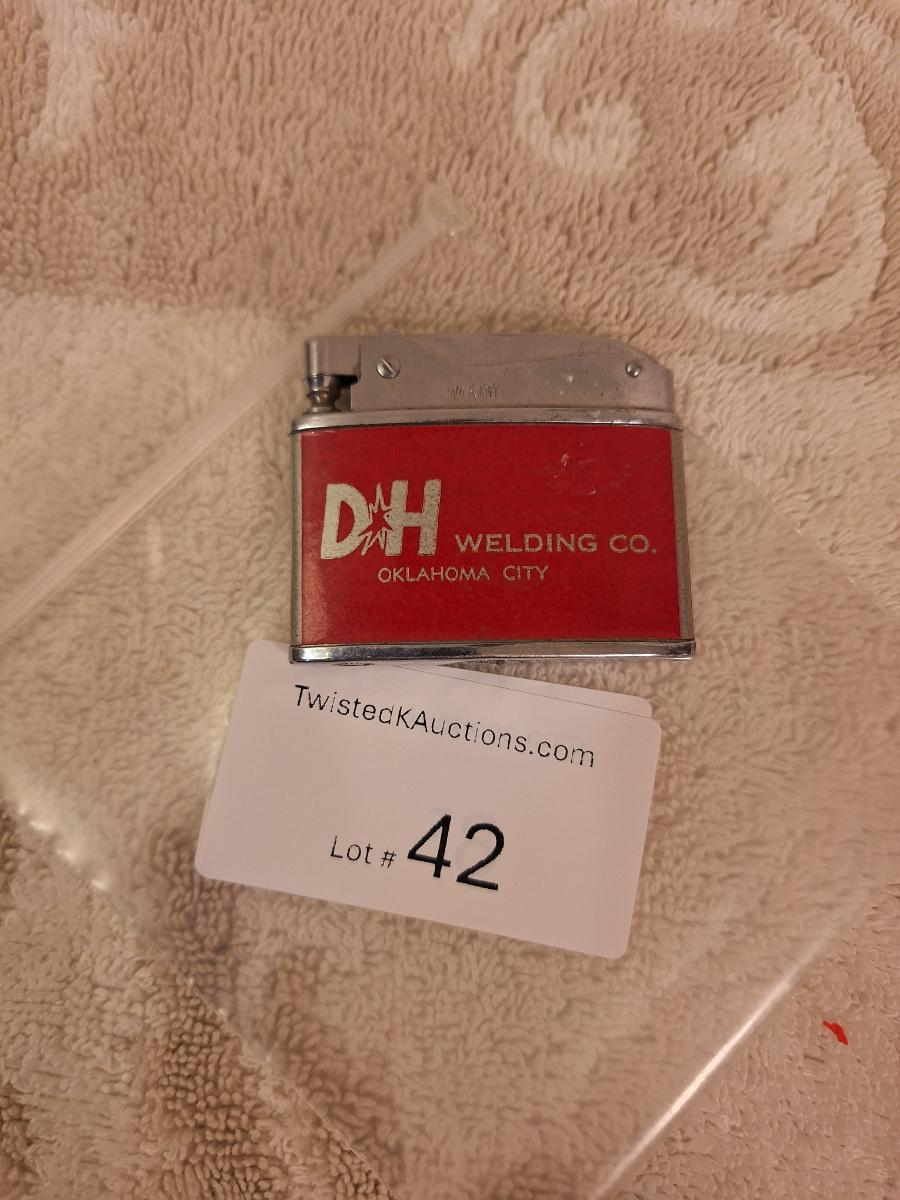 D H WELDING CO.
OKLAHOMA CITY
TwistedKAuctions.com
Lot # 42